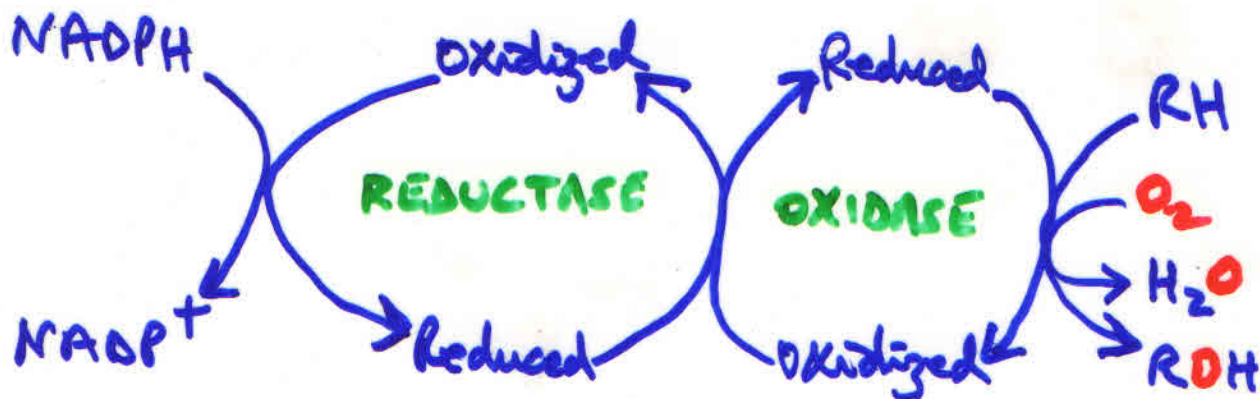 NADPH Oxidized Reduced RH
REDUCTASE OXIDASE O₂
H₂O
NADP⁺ Reduced Oxidized ROH